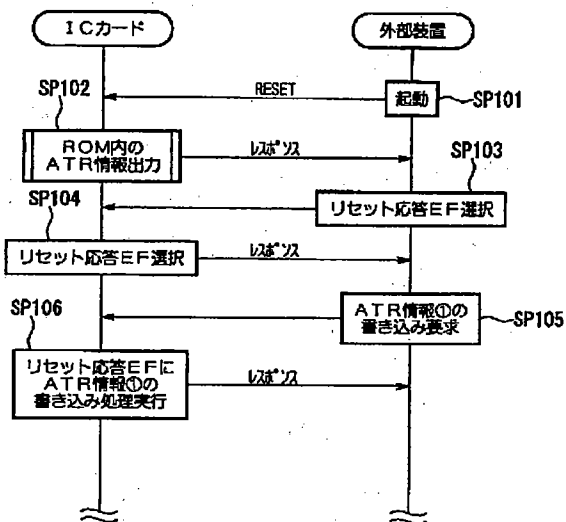 ICカード
外部装置
RESET
起動
SP101
SP102
ROM内の
ATR情報出力
レスポンス
SP103
リセット応答EF選択
SP104
リセット応答EF選択
レスポンス
ATR情報①の
書き込み要求
SP105
SP106
リセット応答EFに
ATR情報①の
書き込み処理実行
レスポンス